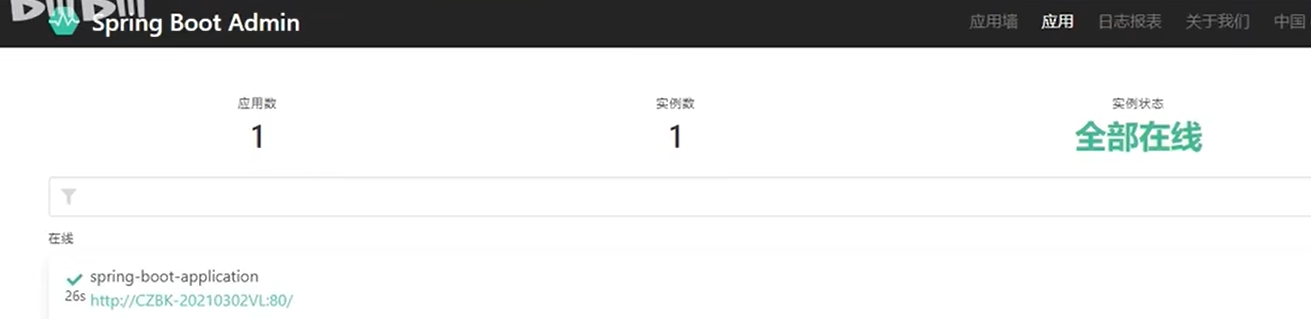 Spring Boot Admin
应用墙 应用 日志报表 关于我们 中国
应用数 实例数 实例状态
1 1 全部在线
在线
spring-boot-application
26s http://CZBK-20210302VL:80/